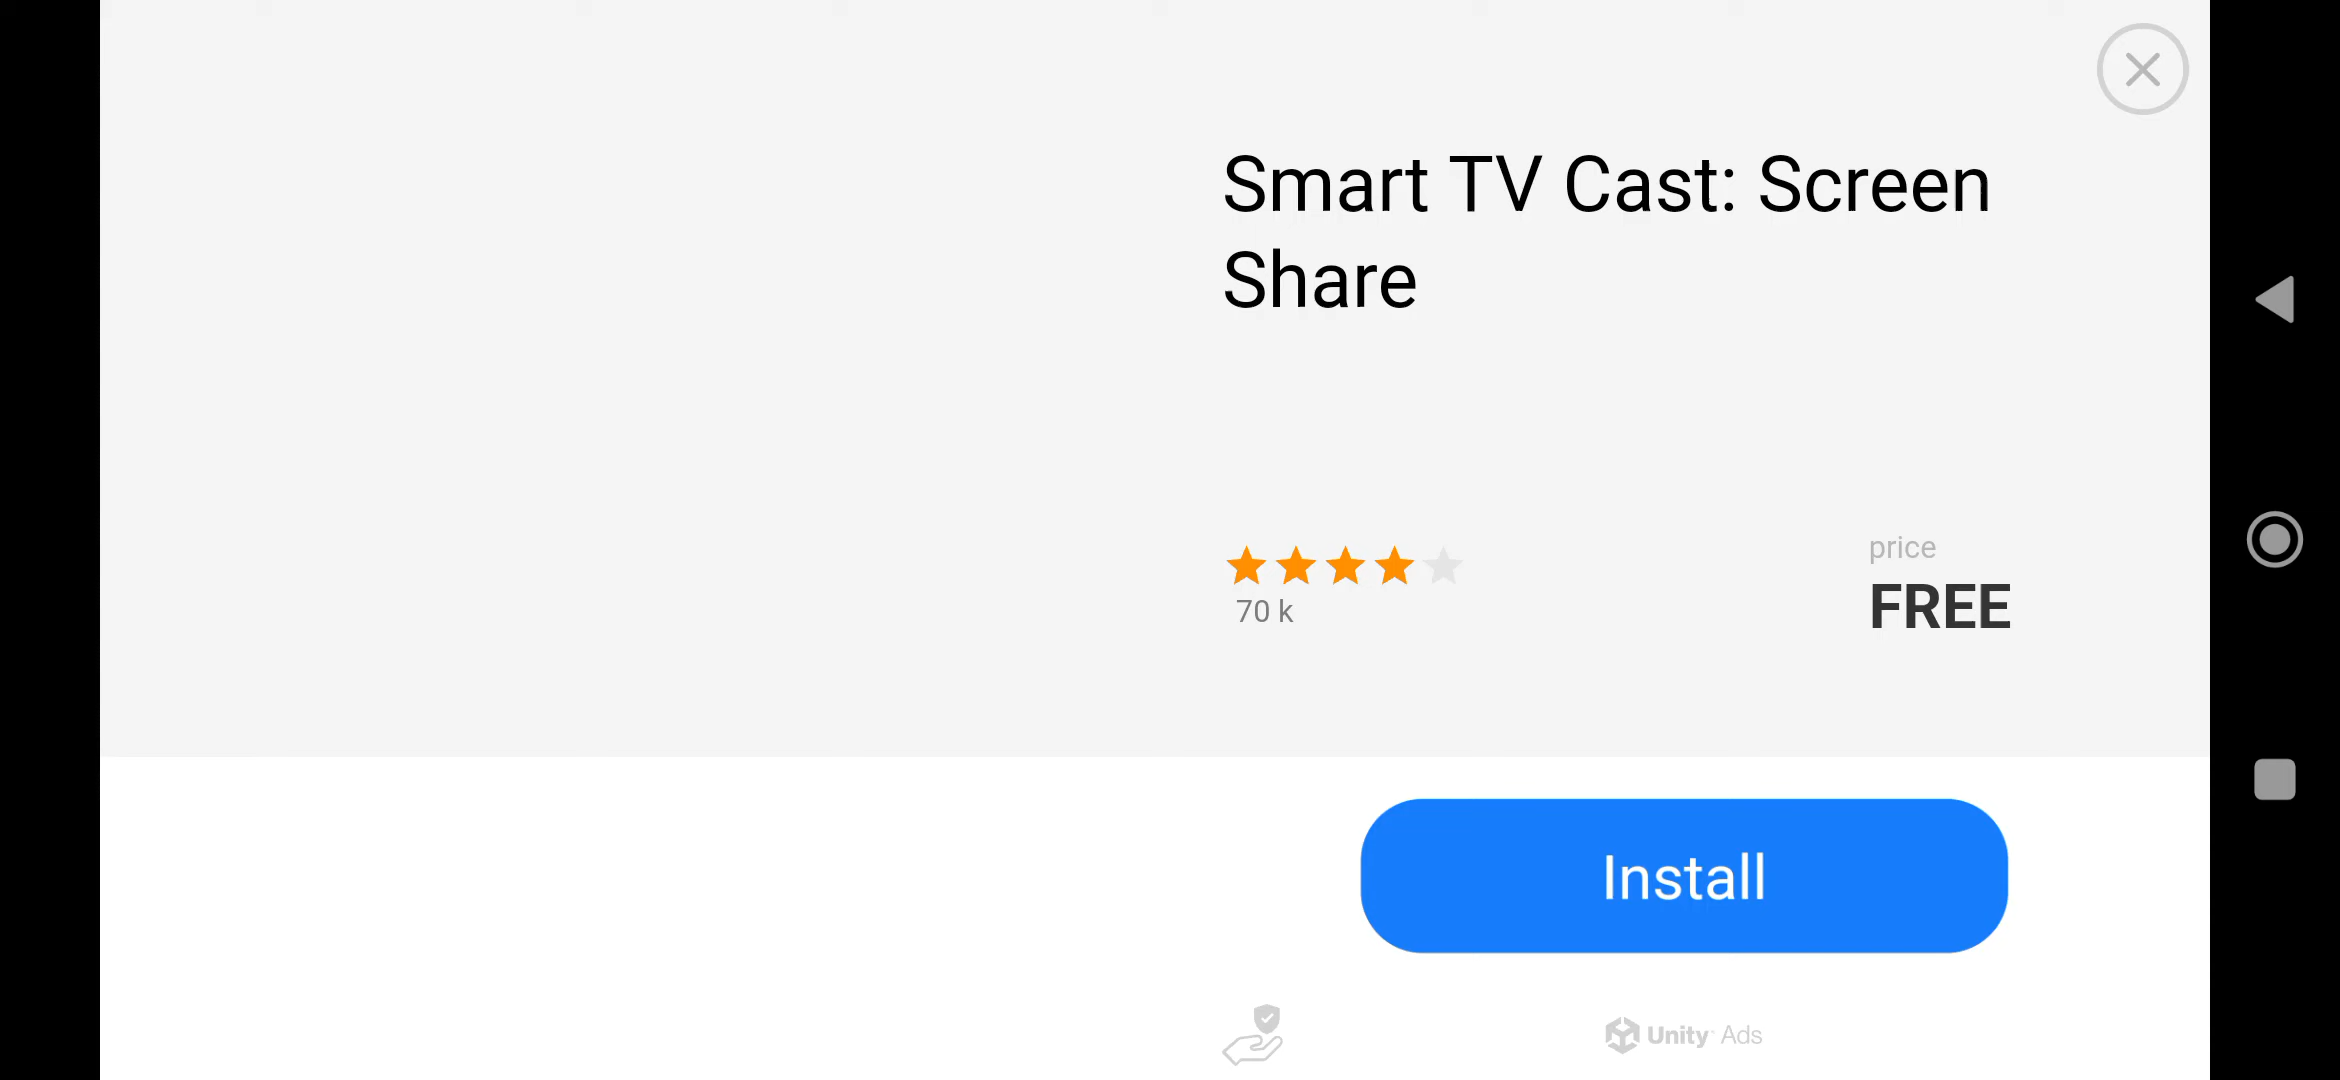 Smart TV Cast: Screen
Share
price
FREE
70 k
Install
Unity Ads